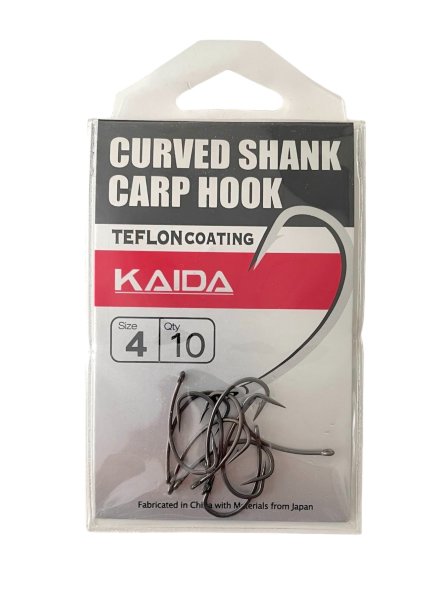 CURVED SHANK
CARP HOOK
TEFLON COATING
KAIDA
Size Qty
4 10
Fabricated in China with Materials from Japan